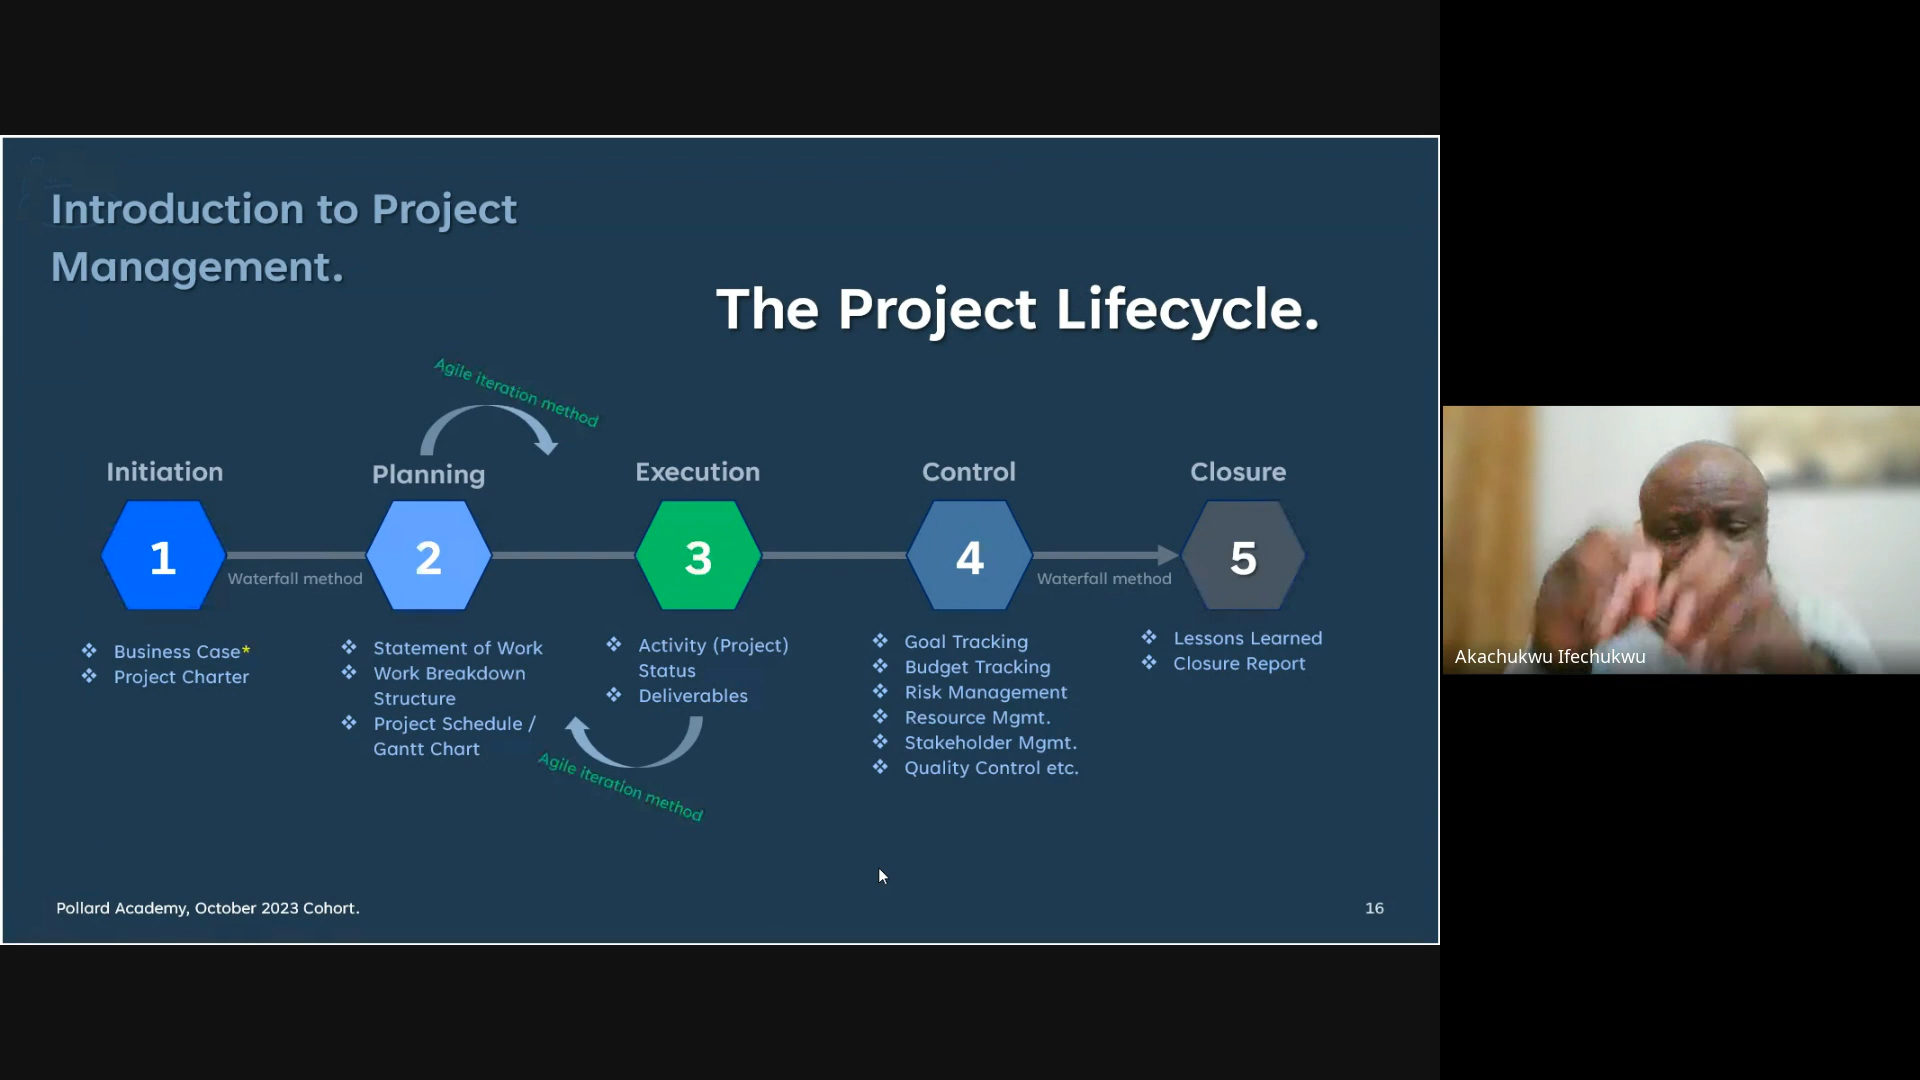 Introduction to Project
Management.
The Project Lifecycle.
Agile iteration method
Initiation
Planning
Execution
Control
Closure
1
2
3
4
5
Waterfall method
Waterfall method
❖ Business Case*
❖ Project Charter
❖ Statement of Work
❖ Work Breakdown
Structure
❖ Project Schedule /
Gantt Chart
❖ Activity (Project)
Status
❖ Deliverables
❖ Goal Tracking
❖ Budget Tracking
❖ Risk Management
❖ Resource Mgmt.
❖ Stakeholder Mgmt.
❖ Quality Control etc.
❖ Lessons Learned
❖ Closure Report
Agile iteration method
Pollard Academy, October 2023 Cohort.
16
Akachukwu Ifechukwu